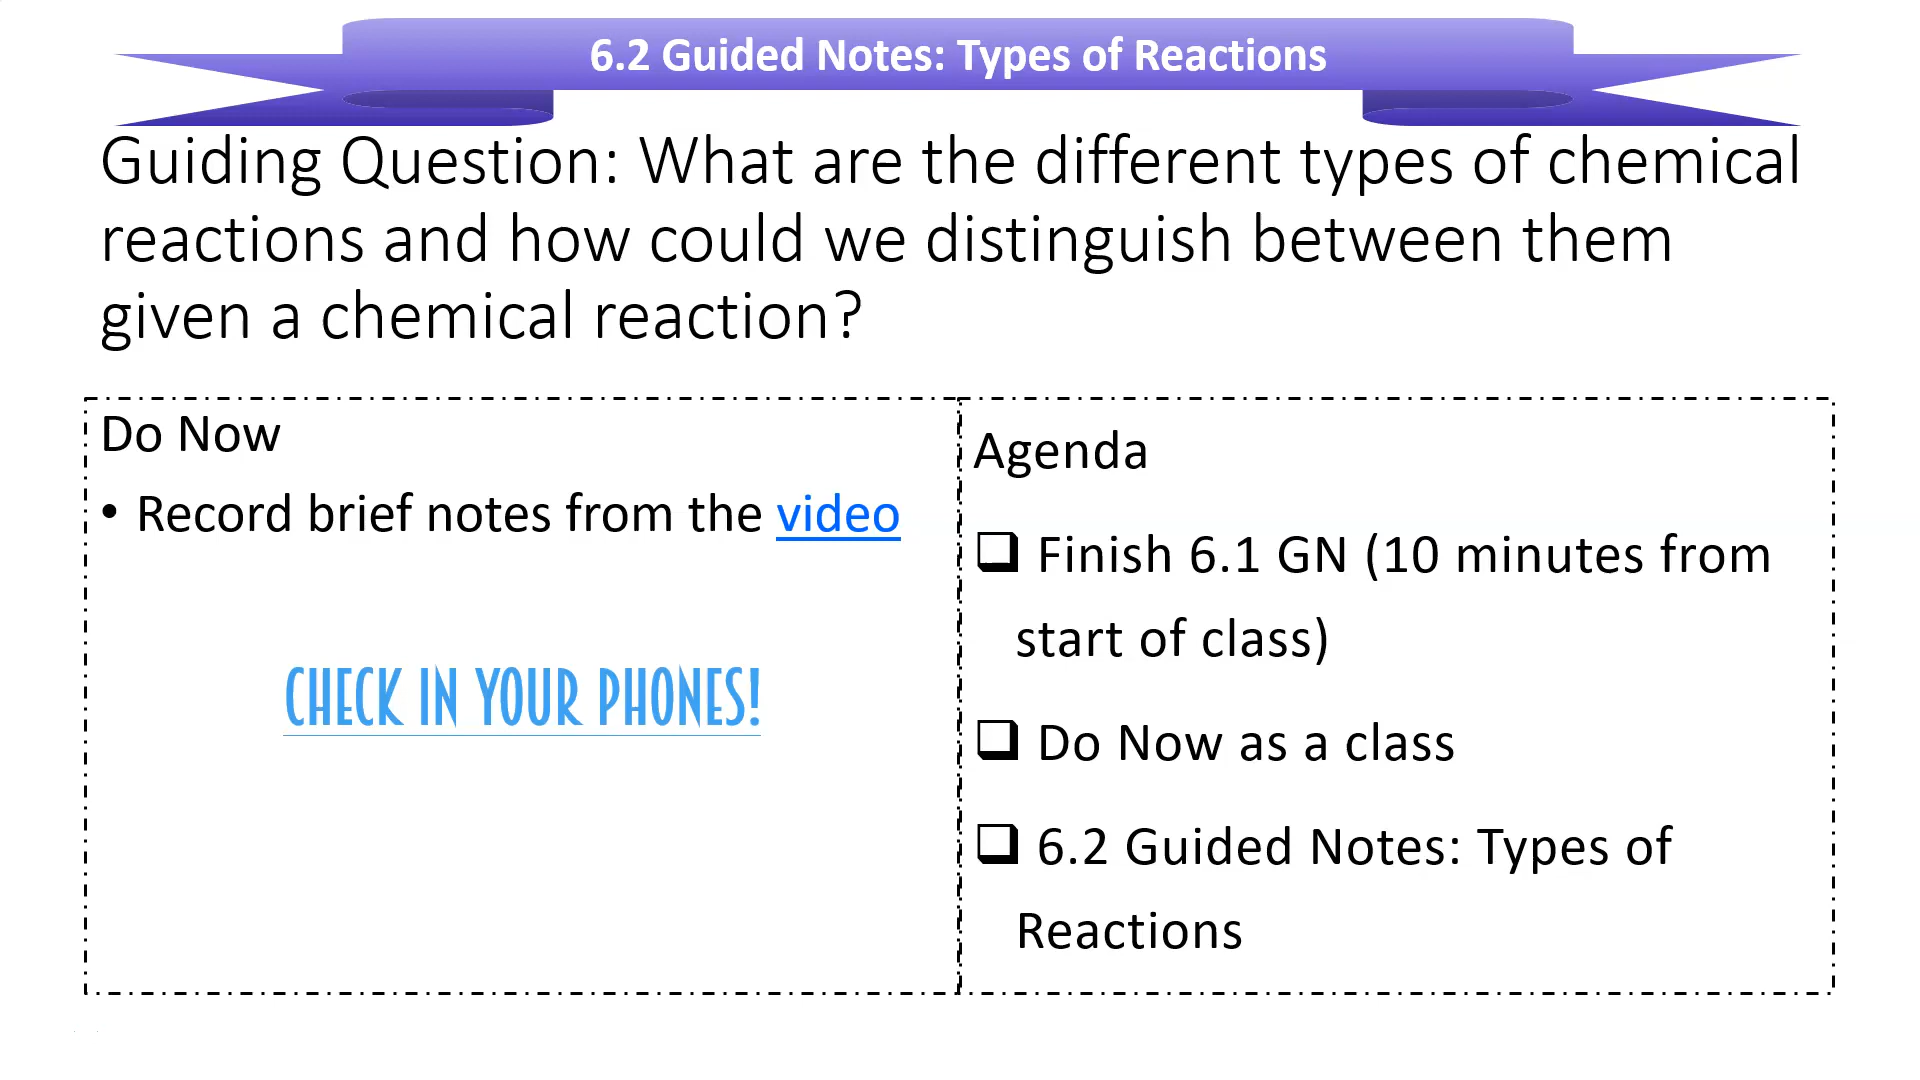 6.2 Guided Notes: Types of Reactions
Guiding Question: What are the different types of chemical
reactions and how could we distinguish between them
given a chemical reaction?
Do Now
• Record brief notes from the video
CHECK IN YOUR PHONES!
Agenda
❑ Finish 6.1 GN (10 minutes from
start of class)
❑ Do Now as a class
❑ 6.2 Guided Notes: Types of
Reactions